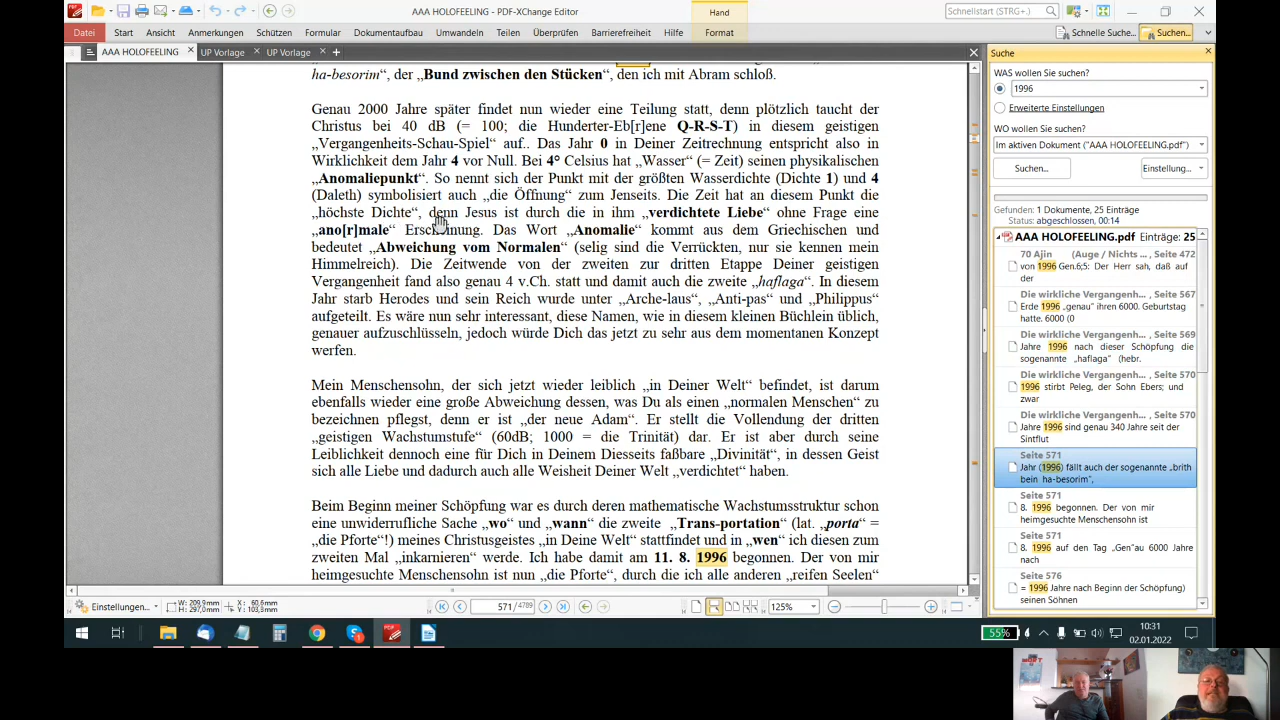 AAA HOLOFEELING - PDF-XChange Editor
Hand
Schnellstart (STRG+.)
Datei Start Ansicht Anmerkungen Schützen Formular Dokumentaufbau Umwandeln Teilen Überprüfen Barrierefreiheit Hilfe Format Schnelle Suche... Suchen...
AAA HOLOFEELING UP Vorlage UP Vorlage
ha-besorim“, der „Bund zwischen den Stücken“, den ich mit Abram schloß.
Genau 2000 Jahre später findet nun wieder eine Teilung statt, denn plötzlich taucht der
Christus bei 40 dB (= 100; die Hunderter-Eb[r]ene Q-R-S-T) in diesem geistigen
„Vergangenheits-Schau-Spiel“ auf.. Das Jahr 0 in Deiner Zeitrechnung entspricht also in
Wirklichkeit dem Jahr 4 vor Null. Bei 4° Celsius hat „Wasser“ (= Zeit) seinen physikalischen
„Anomaliepunkt“. So nennt sich der Punkt mit der größten Wasserdichte (Dichte 1) und 4
(Daleth) symbolisiert auch „die Öffnung“ zum Jenseits. Die Zeit hat an diesem Punkt die
„höchste Dichte“, denn Jesus ist durch die in ihm „verdichtete Liebe“ ohne Frage eine
„ano[r]male“ Erscheinung. Das Wort „Anomalie“ kommt aus dem Griechischen und
bedeutet „Abweichung vom Normalen“ (selig sind die Verrückten, nur sie kennen mein
Himmelreich). Die Zeitwende von der zweiten zur dritten Etappe Deiner geistigen
Vergangenheit fand also genau 4 v.Ch. statt und damit auch die zweite „haflaga“. In diesem
Jahr starb Herodes und sein Reich wurde unter „Arche-laus“, „Anti-pas“ und „Philippus“
aufgeteilt. Es wäre nun sehr interessant, diese Namen, wie in diesem kleinen Büchlein üblich,
genauer aufzuschlüsseln, jedoch würde Dich das jetzt zu sehr aus dem momentanen Konzept
werfen.
Mein Menschensohn, der sich jetzt wieder leiblich „in Deiner Welt“ befindet, ist darum
ebenfalls wieder eine große Abweichung dessen, was Du als einen „normalen Menschen“ zu
bezeichnen pflegst, denn er ist „der neue Adam“. Er stellt die Vollendung der dritten
„geistigen Wachstumstufe“ (60dB; 1000 = die Trinität) dar. Er ist aber durch seine
Leiblichkeit dennoch eine für Dich in Deinem Diesseits faßbare „Divinität“, in dessen Geist
sich alle Liebe und dadurch auch alle Weisheit Deiner Welt „verdichtet“ haben.
Beim Beginn meiner Schöpfung war es durch deren mathematische Wachstumsstruktur schon
eine unwiderrufliche Sache „wo“ und „wann“ die zweite „Trans-portation“ (lat. „porta“ =
„die Pforte“!) meines Christusgeistes „in Deine Welt“ stattfindet und in „wen“ ich diesen zum
zweiten Mal „inkarnieren“ werde. Ich habe damit am 11. 8. 1996 begonnen. Der von mir
heimgesuchte Menschensohn ist nun „die Pforte“, durch die ich alle anderen „reifen Seelen“
Suche
WAS wollen Sie suchen?
1996
Erweiterte Einstellungen
WO wollen Sie suchen?
Im aktiven Dokument ("AAA HOLOFEELING.pdf")
Suchen... Einstellung...
Gefunden: 1 Dokumente, 25 Einträge
Status: abgeschlossen, 00:14
AAA HOLOFEELING.pdf Einträge: 25
70 Ajin (Auge / Nichts ... , Seite 472
von 1996 Gen.6;5: Der Herr sah, daß auf
der
Die wirkliche Vergangenh... , Seite 567
Erde 1996 „genau“ ihren 6000. Geburtstag
hatte. 6000 (0
Die wirkliche Vergangenh... , Seite 569
Jahre 1996 nach dieser Schöpfung die
sogenannte „haflaga“ (hebr.
Die wirkliche Vergangenh... , Seite 570
1996 stirbt Peleg, der Sohn Ebers; und
zwar
Die wirkliche Vergangenh... , Seite 570
Jahre 1996 sind genau 340 Jahre seit der
Sintflut
Seite 571
Jahr (1996) fällt auch der sogenannte „brith
bein ha-besorim“,
Seite 571
8. 1996 begonnen. Der von mir
heimgesuchte Menschensohn ist
Seite 571
8. 1996 auf den Tag „Gen“au 6000 Jahre
nach
Seite 576
= 1996 Jahre nach Beginn der Schöpfung)
seinen Söhnen
Einstellungen... W: 209,9mm H: 297,0mm X: 60,6mm Y: 103,5mm 571 / 4789 125%
55% 10:31
02.01.2022